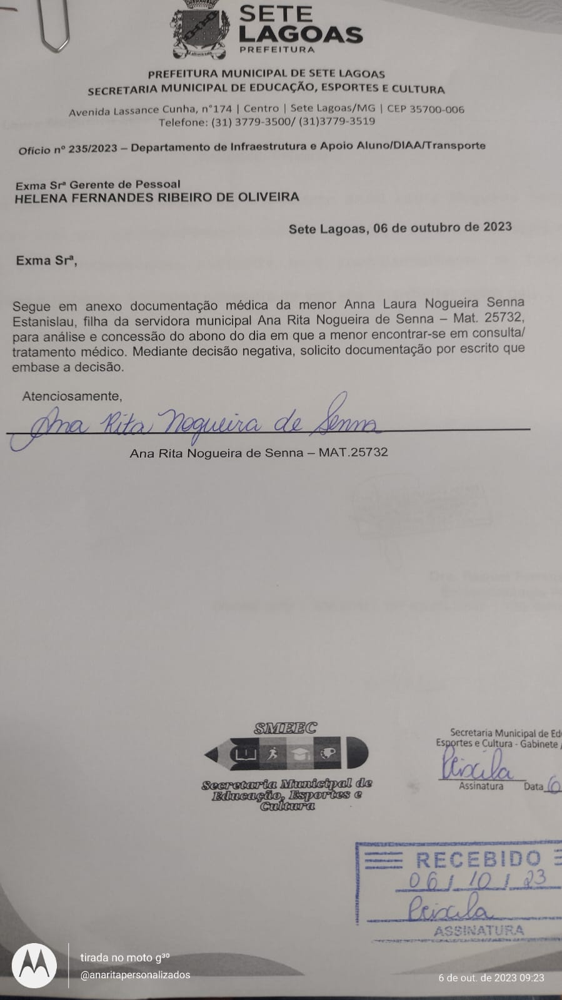 SETE
LAGOAS
PREFEITURA
PREFEITURA MUNICIPAL DE SETE LAGOAS
SECRETARIA MUNICIPAL DE EDUCAÇÃO, ESPORTES E CULTURA
Avenida Lassance Cunha, n°174 | Centro | Sete Lagoas/MG | CEP 35700-006
Telefone: (31) 3779-3500/ (31)3779-3519
Ofício nº 235/2023 – Departamento de Infraestrutura e Apoio Aluno/DIAA/Transporte
Exma Srª Gerente de Pessoal
HELENA FERNANDES RIBEIRO DE OLIVEIRA
Sete Lagoas, 06 de outubro de 2023
Exma Srª,
Segue em anexo documentação médica da menor Anna Laura Nogueira Senna
Estanislau, filha da servidora municipal Ana Rita Nogueira de Senna – Mat. 25732,
para análise e concessão do abono do dia em que a menor encontrar-se em consulta/
tratamento médico. Mediante decisão negativa, solicito documentação por escrito que
embase a decisão.
Atenciosamente,
Ana Rita Nogueira de Senna
Ana Rita Nogueira de Senna – MAT.25732
SMEEC
Secretaria Municipal de
Educação, Esportes e
Cultura
Secretaria Municipal de Ed
Esportes e Cultura - Gabinete
Priscila
Assinatura Data 6
RECEBIDO
06/10/23
Priscila
ASSINATURA
tirada no moto g³⁰
@anaritapersonalizados
6 de out. de 2023 09:23